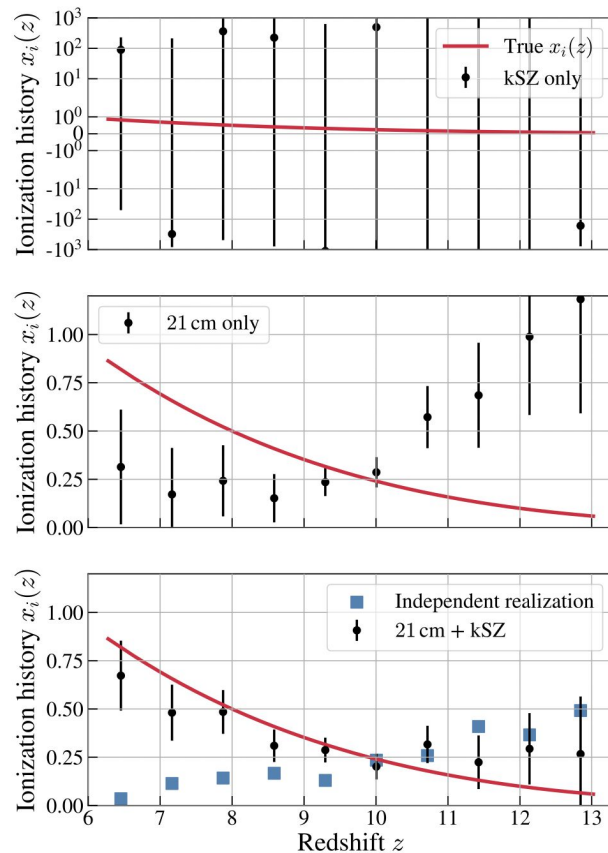 Ionization history x_i(z)
10^3
10^2
10^1
10^0
0
-10^0
-10^1
-10^2
-10^3
True x_i(z)
kSZ only
Ionization history x_i(z)
1.00
0.75
0.50
0.25
0.00
21 cm only
Ionization history x_i(z)
1.00
0.75
0.50
0.25
0.00
Independent realization
21 cm + kSZ
6 7 8 9 10 11 12 13
Redshift z